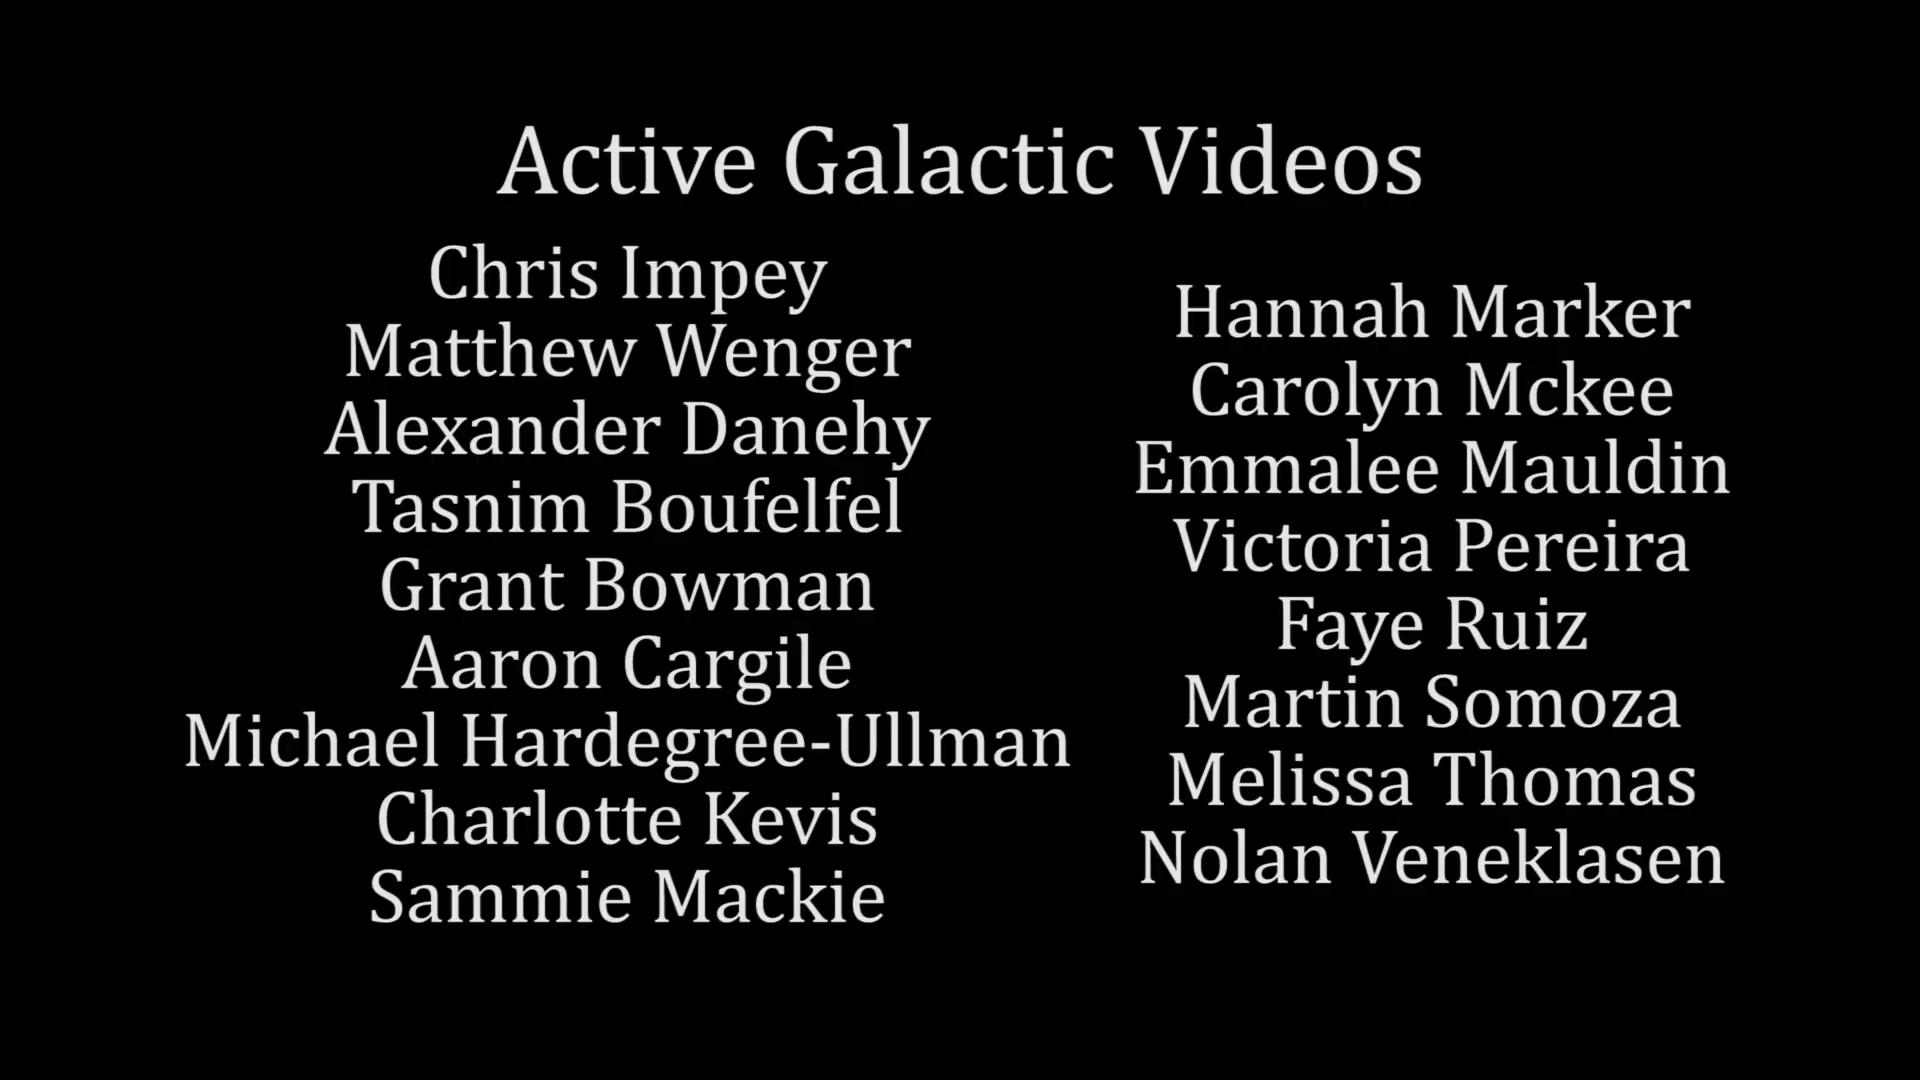 Active Galactic Videos
Chris Impey
Matthew Wenger
Alexander Danehy
Tasnim Boufelfel
Grant Bowman
Aaron Cargile
Michael Hardegree-Ullman
Charlotte Kevis
Sammie Mackie
Hannah Marker
Carolyn Mckee
Emmalee Mauldin
Victoria Pereira
Faye Ruiz
Martin Somoza
Melissa Thomas
Nolan Veneklasen